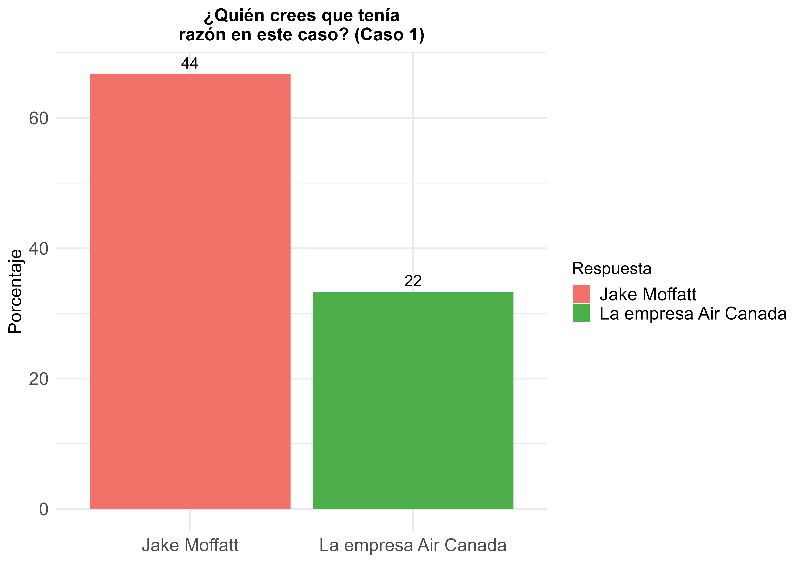 ¿Quién crees que tenía
razón en este caso? (Caso 1)
44
22
60
40
20
0
Porcentaje
Jake Moffatt
La empresa Air Canada
Respuesta
Jake Moffatt
La empresa Air Canada